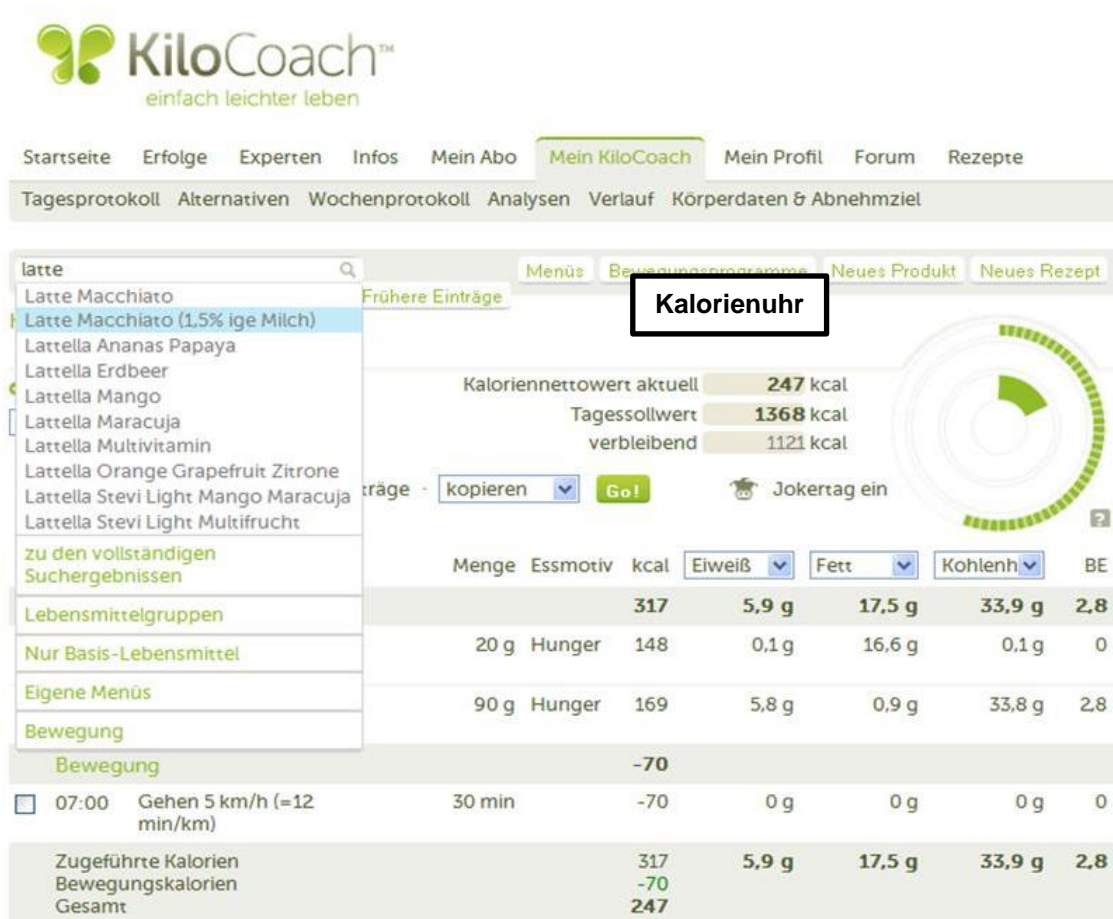 KiloCoach™
einfach leichter leben
Startseite Erfolge Experten Infos Mein Abo Mein KiloCoach Mein Profil Forum Rezepte
Tagesprotokoll Alternativen Wochenprotokoll Analysen Verlauf Körperdaten & Abnehmziel
latte Menüs Bewegungsprogramme Neues Produkt Neues Rezept
Latte Macchiato Frühere Einträge Kalorienuhr
Latte Macchiato (1,5% ige Milch)
Lattella Ananas Papaya
Lattella Erdbeer Kaloriennettowert aktuell 247 kcal
Lattella Mango
Lattella Maracuja Tagessollwert 1368 kcal
Lattella Multivitamin verbleibend 1121 kcal
Lattella Orange Grapefruit Zitrone
Lattella Stevi Light Mango Maracuja kopieren Go! Jokertag ein
Lattella Stevi Light Multifrucht ?
zu den vollständigen
Suchergebnissen Menge Essmotiv kcal Eiweiß Fett Kohlenh BE
Lebensmittelgruppen 317 5,9 g 17,5 g 33,9 g 2,8
Nur Basis-Lebensmittel 20 g Hunger 148 0,1 g 16,6 g 0,1 g 0
Eigene Menüs 90 g Hunger 169 5,8 g 0,9 g 33,8 g 2,8
Bewegung
Bewegung -70
07:00 Gehen 5 km/h (=12 30 min -70 0 g 0 g 0 g 0
min/km)
Zugeführte Kalorien 317 5,9 g 17,5 g 33,9 g 2,8
Bewegungskalorien -70
Gesamt 247